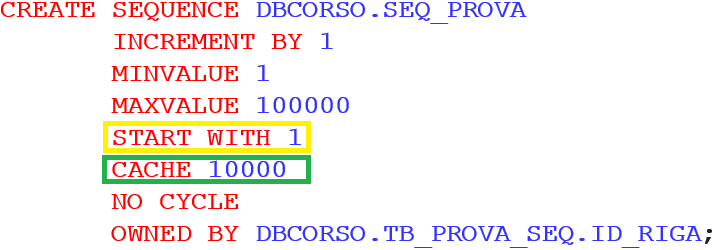 CREATE SEQUENCE DBCORSO.SEQ_PROVA
INCREMENT BY 1
MINVALUE 1
MAXVALUE 100000
START WITH 1
CACHE 10000
NO CYCLE
OWNED BY DBCORSO.TB_PROVA_SEQ.ID_RIGA;